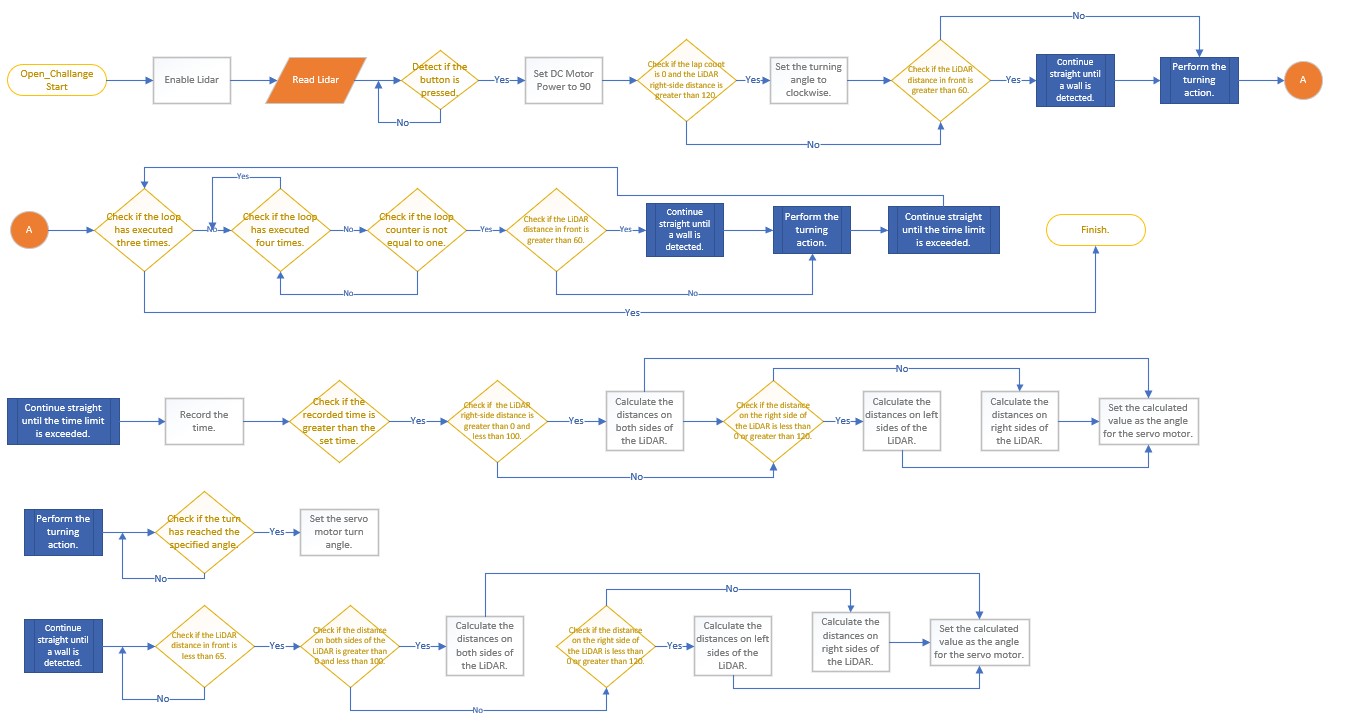 No
Open_Challange
Start
Enable Lidar
Read Lidar
Detect if the
button is
pressed.
Yes
No
Set DC Motor
Power to 90
Check if the lap count
is 0 and the LiDAR
right-side distance is
greater than 120.
Yes
No
Set the turning
angle to
clockwise.
Check if the LiDAR
distance in front is
greater than 60.
Yes
Continue
straight until
a wall is
detected.
Perform the
turning
action.
A
A
Check if the loop
has executed
three times.
No
Yes
Check if the loop
has executed
four times.
No
Check if the loop
counter is not
equal to one.
No
Yes
Check if the LiDAR
distance in front is
greater than 60.
Yes
No
Continue
straight until
a wall is
detected.
Perform the
turning
action.
Continue straight
until the time limit
is exceeded.
Finish.
Yes
Continue straight
until the time limit
is exceeded.
Record the
time.
Check if the
recorded time is
greater than the
set time.
Yes
Check if the LiDAR
right-side distance is
greater than 0 and
less than 100.
Yes
No
Calculate the
distances on
both sides of
the LiDAR.
Check if the distance
on the right side of
the LiDAR is less than
0 or greater than 120.
No
Yes
Calculate the
distances on left
sides of the
LiDAR.
Calculate the
distances on
right sides of
the LiDAR.
Set the calculated
value as the angle
for the servo motor.
Perform the
turning
action.
Check if the turn
has reached the
specified angle.
No
Yes
Set the servo
motor turn
angle.
Continue
straight until
a wall is
detected.
Check if the LiDAR
distance in front is
less than 65.
No
Yes
Check if the distance
on both sides of the
LiDAR is greater than
0 and less than 100.
Yes
No
Calculate the
distances on
both sides of
the LiDAR.
Check if the distance
on the right side of
the LiDAR is less than
0 or greater than 120.
No
Yes
Calculate the
distances on left
sides of the
LiDAR.
Calculate the
distances on
right sides of
the LiDAR.
Set the calculated
value as the angle
for the servo motor.